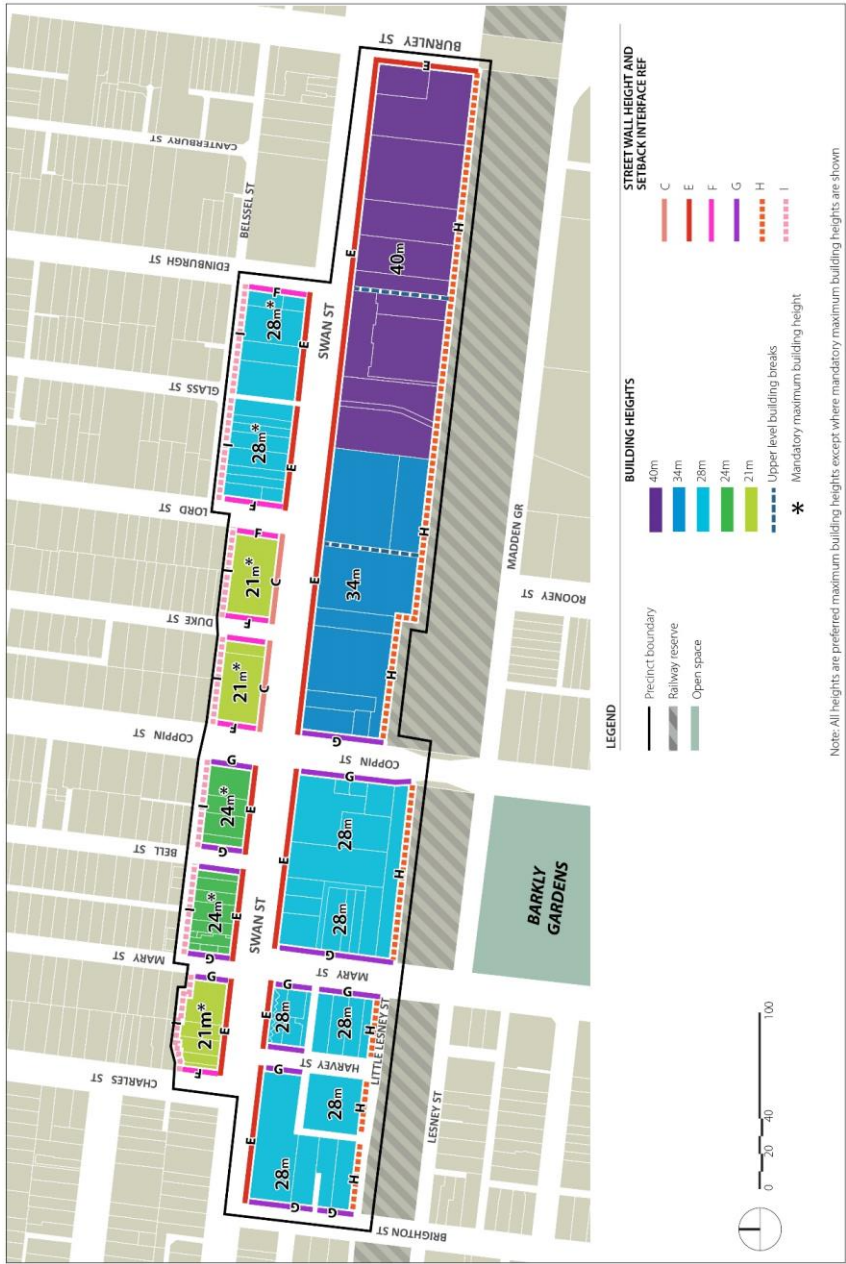 CHARLES ST
MARY ST
BELL ST
COPPIN ST
DUKE ST
LORD ST
GLASS ST
EDINBURGH ST
BELSSEL ST
CANTERBURY ST
BURNLEY ST
21m*
24m*
24m*
21m*
21m*
28m*
28m*
I
I
I
I
I
I
I
F
G
G
G
G
F
F
F
F
F
E
E
E
C
C
E
E
SWAN ST
SWAN ST
E
E
E
E
E
E
28m
28m
28m
28m
28m
28m
34m
40m
G
G
G
G
G
G
G
G
H
H
H
H
H
H
H
BRIGHTON ST
HARVEY ST
MARY ST
LITTLE LESNEY ST
COPPIN ST
LESNEY ST
MADDEN GR
ROONEY ST
BARKLY
GARDENS
0 20 40 100
LEGEND
Precinct boundary
Railway reserve
Open space
BUILDING HEIGHTS
40m
34m
28m
24m
21m
Upper level building breaks
* Mandatory maximum building height
STREET WALL HEIGHT AND
SETBACK INTERFACE REF
C
E
F
G
H
I
Note: All heights are preferred maximum building heights except where mandatory maximum building heights are shown